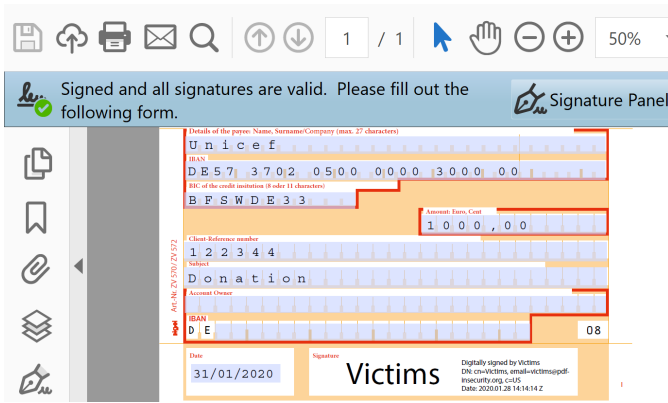 1 / 1
50%
Signed and all signatures are valid. Please fill out the
following form.
Signature Panel
Details of the payee: Name, Surname/Company (max. 27 characters)
Unicef
IBAN
DE57 3702 0500 0000 3000 00
BIC of the credit insitution (8 oder 11 characters)
BFSWDE33
Amount: Euro, Cent
1000,00
Client-Reference number
122344
Subject
Donation
Account Owner
IBAN
DE
08
Art.-Nr. ZV 570/ZV 572
sigel
Date
31/01/2020
Signature
Victims
Digitally signed by Victims
DN: cn=Victims, email=victims@pdf-
insecurity.org, c=US
Date: 2020.01.28 14:14:14 Z